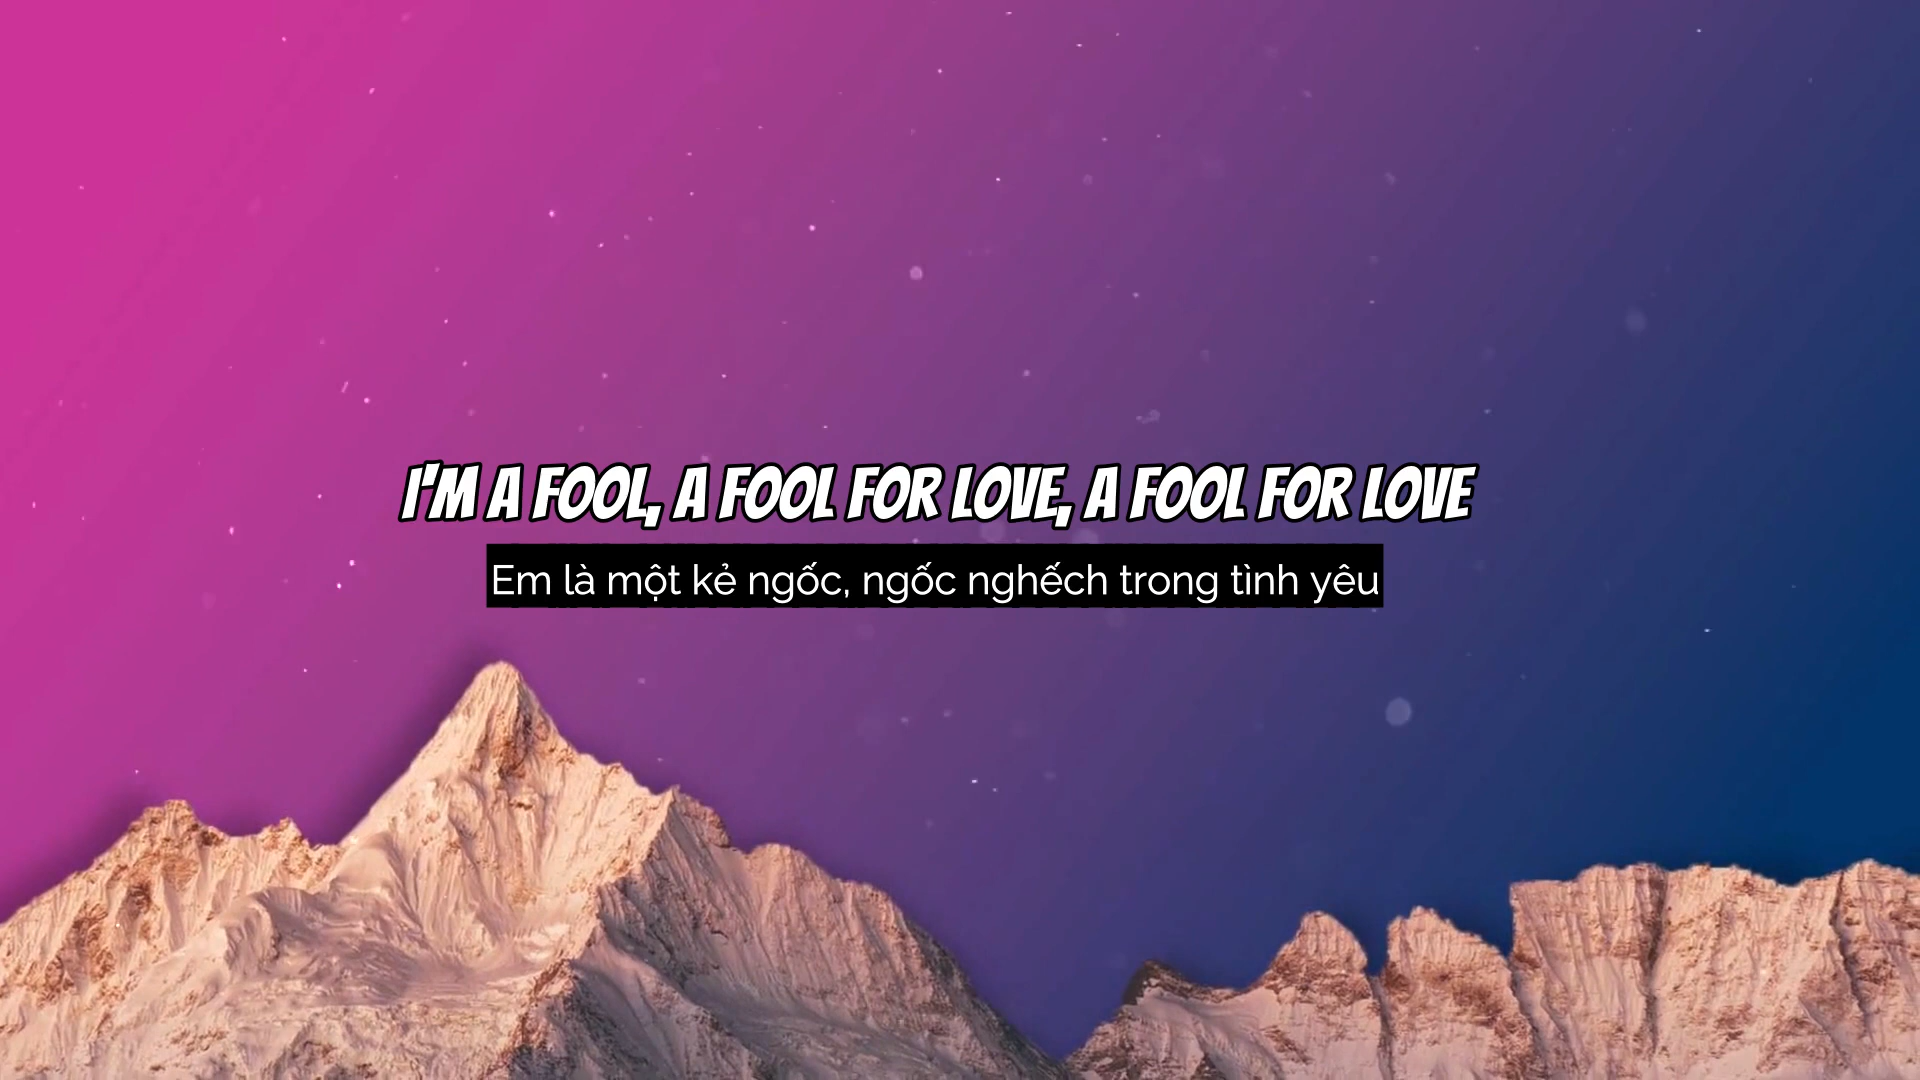 I'M A FOOL, A FOOL FOR LOVE, A FOOL FOR LOVE
Em là một kẻ ngốc, ngốc nghếch trong tình yêu